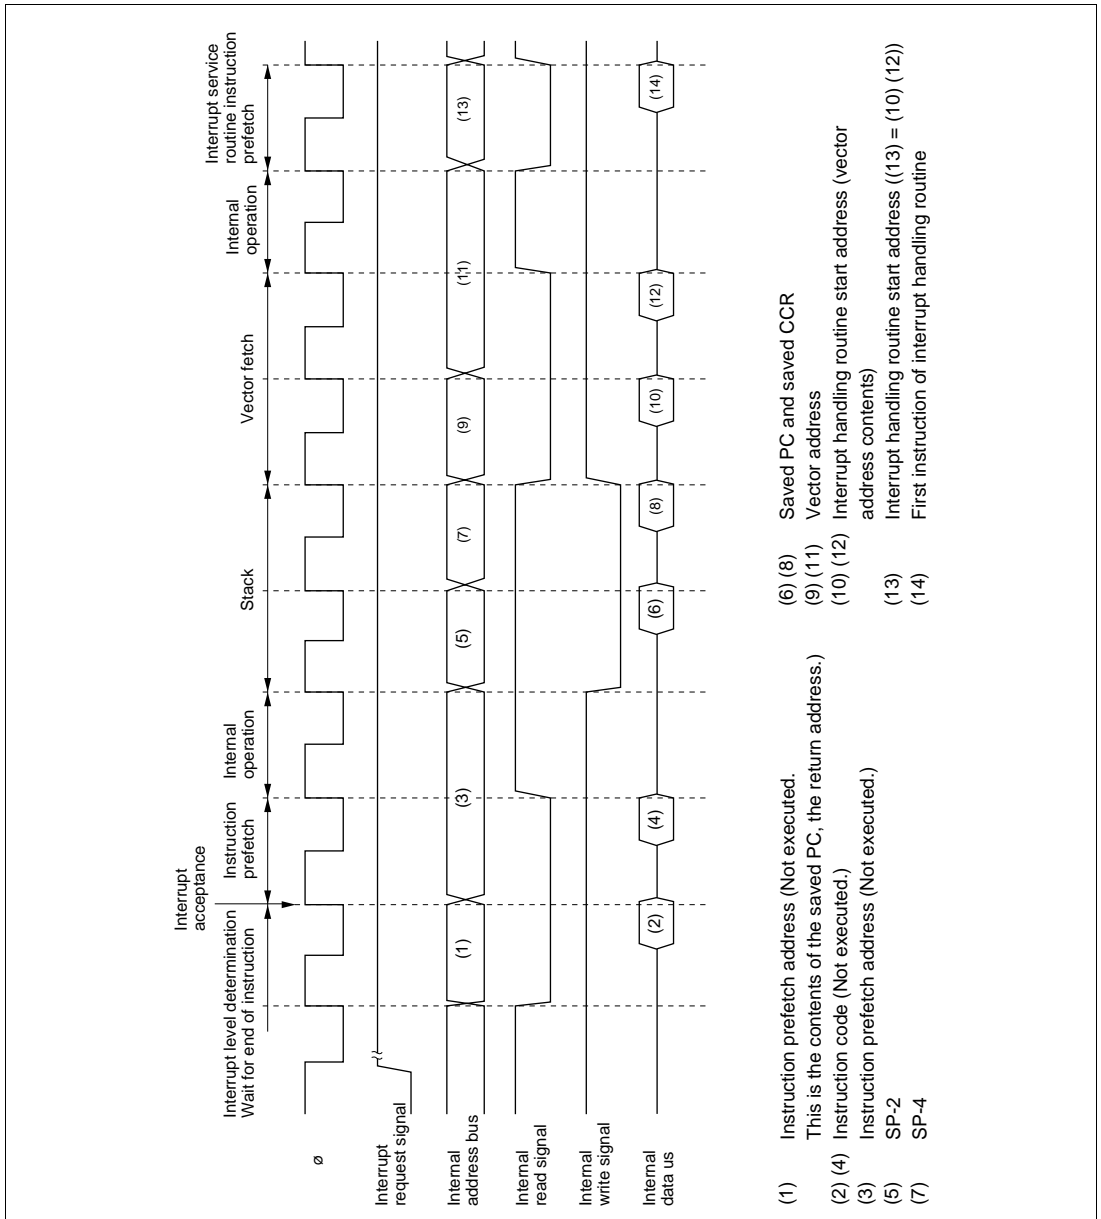 Interrupt
acceptance
Interrupt level determination
Wait for end of instruction
Instruction
prefetch
Internal
operation
Stack
Vector fetch
Internal
operation
Interrupt service
routine instruction
prefetch
ø
Interrupt
request signal
Internal
address bus
(1)
(3)
(5)
(7)
(9)
(11)
(13)
Internal
read signal
Internal
write signal
Internal
data us
(2)
(4)
(6)
(8)
(10)
(12)
(14)
(1) Instruction prefetch address (Not executed.
This is the contents of the saved PC, the return address.)
(2) (4) Instruction code (Not executed.)
(3) Instruction prefetch address (Not executed.)
(5) SP-2
(7) SP-4
(6) (8) Saved PC and saved CCR
(9) (11) Vector address
(10) (12) Interrupt handling routine start address (vector
address contents)
(13) Interrupt handling routine start address ((13) = (10) (12))
(14) First instruction of interrupt handling routine